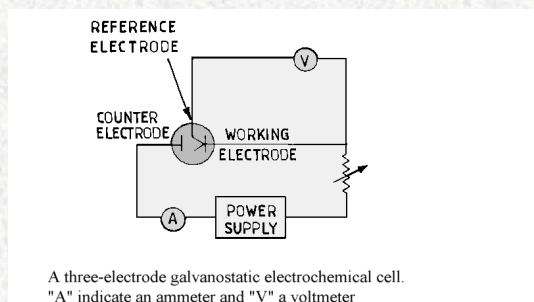 REFERENCE
ELECTRODE
V
COUNTER
ELECTRODE
WORKING
ELECTRODE
A
POWER
SUPPLY
A three-electrode galvanostatic electrochemical cell.
"A" indicate an ammeter and "V" a voltmeter